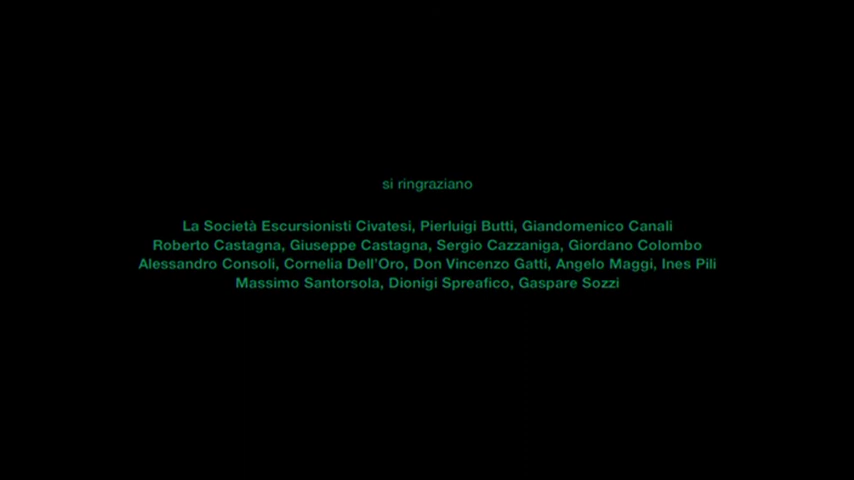 si ringraziano
La Società Escursionisti Civatesi, Pierluigi Butti, Giandomenico Canali
Roberto Castagna, Giuseppe Castagna, Sergio Cazzaniga, Giordano Colombo
Alessandro Consoli, Cornelia Dell'Oro, Don Vincenzo Gatti, Angelo Maggi, Ines Pili
Massimo Santorsola, Dionigi Spreafico, Gaspare Sozzi